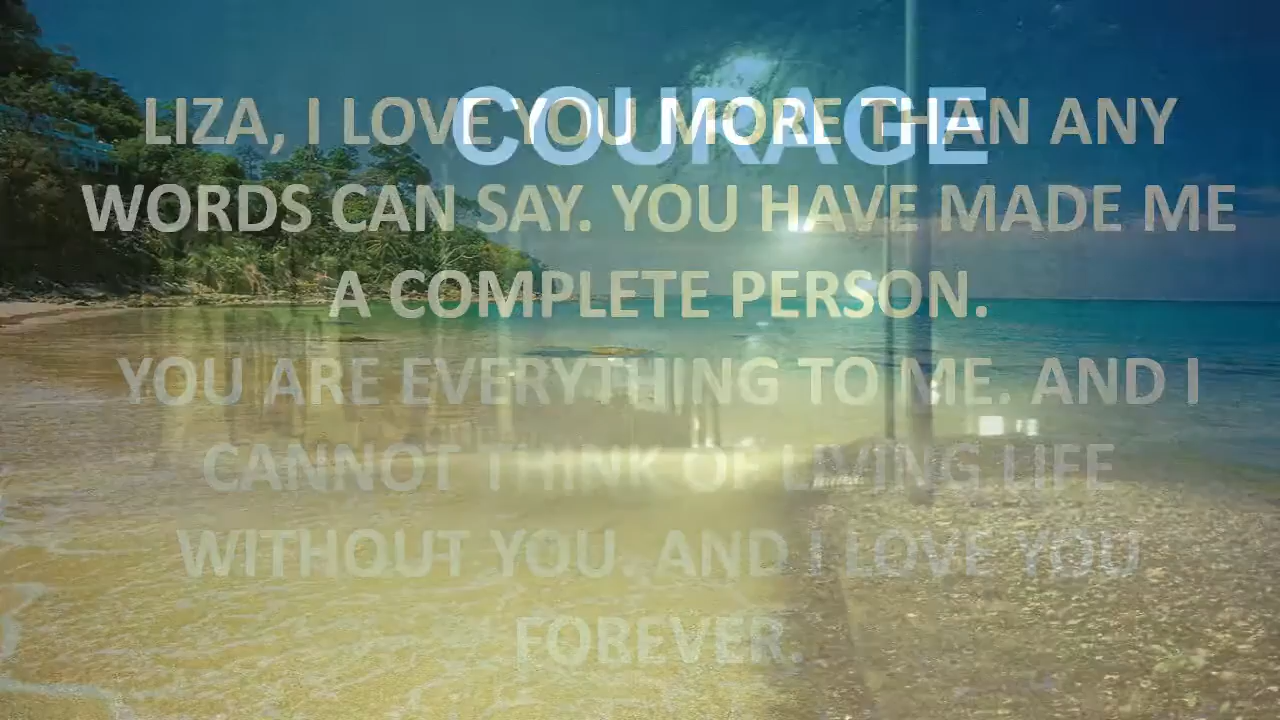 COURAGE
LIZA, I LOVE YOU MORE THAN ANY
WORDS CAN SAY. YOU HAVE MADE ME
A COMPLETE PERSON.
YOU ARE EVERYTHING TO ME. AND I
CANNOT THINK OF LIVING LIFE
WITHOUT YOU. AND I LOVE YOU
FOREVER.